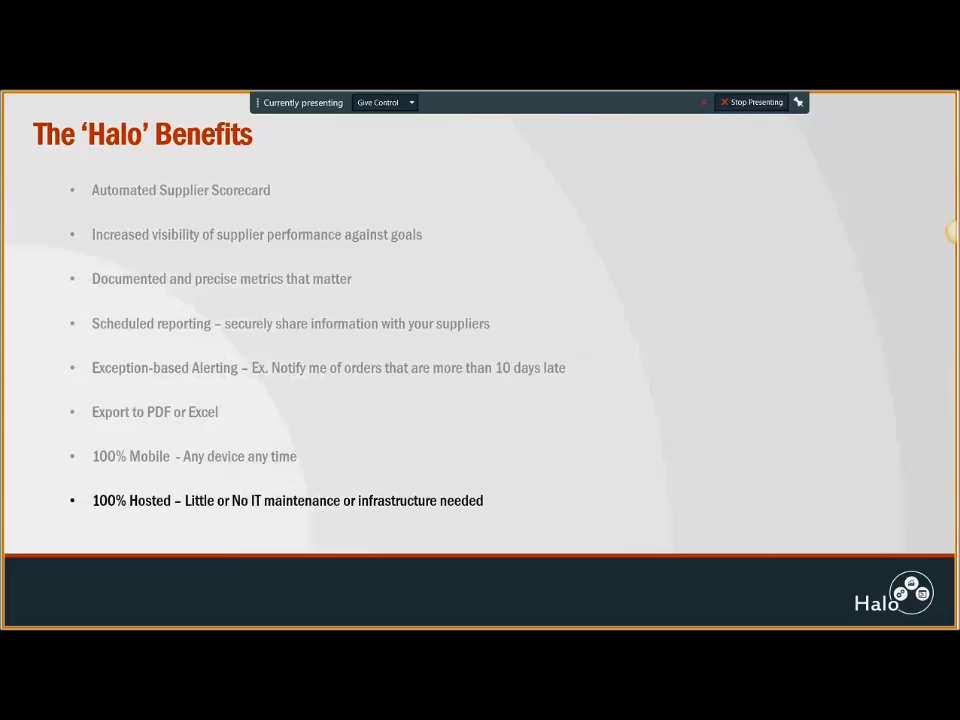 Currently presenting Give Control Stop Presenting
The ‘Halo’ Benefits
• Automated Supplier Scorecard
• Increased visibility of supplier performance against goals
• Documented and precise metrics that matter
• Scheduled reporting – securely share information with your suppliers
• Exception-based Alerting – Ex. Notify me of orders that are more than 10 days late
• Export to PDF or Excel
• 100% Mobile - Any device any time
• 100% Hosted – Little or No IT maintenance or infrastructure needed
Halo